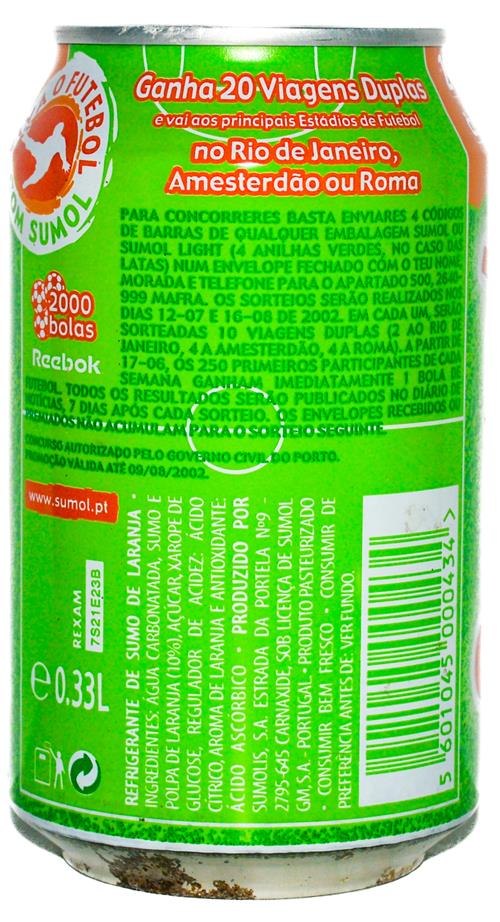 O FUTEBOL
COM SUMOL
Ganha 20 Viagens Duplas
e vai aos principais Estádios de Futebol
no Rio de Janeiro,
Amesterdão ou Roma
PARA CONCORRERES BASTA ENVIARES 4 CÓDIGOS
DE BARRAS DE QUALQUER EMBALAGEM SUMOL OU
SUMOL LIGHT (4 ANILHAS VERDES, NO CASO DAS
LATAS) NUM ENVELOPE FECHADO COM O TEU NOME,
MORADA E TELEFONE PARA O APARTADO 500, 2640-
999 MAFRA. OS SORTEIOS SERÃO REALIZADOS NOS
DIAS 12-07 E 16-08 DE 2002. EM CADA UM, SERÃO
SORTEADAS 10 VIAGENS DUPLAS (2 AO RIO DE
JANEIRO, 4 A AMESTERDÃO, 4 A ROMA). A PARTIR DE
17-06, OS 250 PRIMEIROS PARTICIPANTES DE CADA
SEMANA GANHAM IMEDIATAMENTE 1 BOLA DE
FUTEBOL. TODOS OS RESULTADOS SERÃO PUBLICADOS NO DIÁRIO DE
NOTÍCIAS, 7 DIAS APÓS CADA SORTEIO. OS ENVELOPES RECEBIDOS OU
PREMIADOS NÃO ACUMULAM PARA O SORTEIO SEGUINTE.
CONCURSO AUTORIZADO PELO GOVERNO CIVIL DO PORTO.
PROMOÇÃO VÁLIDA ATÉ 09/08/2002.
2000
bolas
Reebok
www.sumol.pt
REXAM
7S21E23B
e 0.33L
REFRIGERANTE DE SUMO DE LARANJA •
INGREDIENTES: ÁGUA CARBONATADA, SUMO E
POLPA DE LARANJA (10%), AÇÚCAR, XAROPE DE
GLUCOSE, REGULADOR DE ACIDEZ: ÁCIDO
CÍTRICO, AROMA DE LARANJA E ANTIOXIDANTE:
ÁCIDO ASCÓRBICO • PRODUZIDO POR
SUMOLIS, S.A. ESTRADA DA PORTELA Nº9 -
2795-645 CARNAXIDE SOB LICENÇA DE SUMOL
GM, S.A. - PORTUGAL • PRODUTO PASTEURIZADO
• CONSUMIR BEM FRESCO • CONSUMIR DE
PREFERÊNCIA ANTES DE VER FUNDO.
5 601045 000434 >